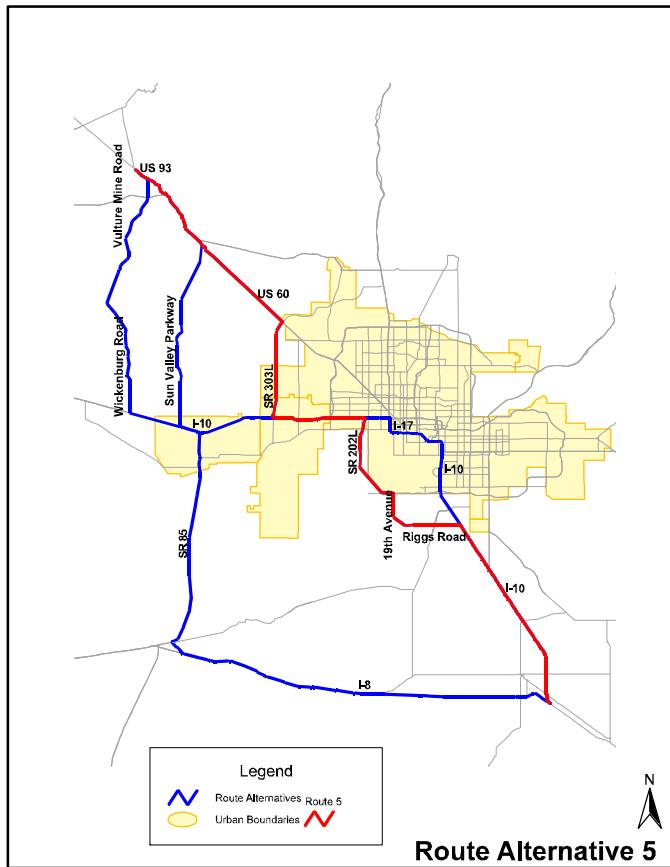 US 93
Vulture Mine Road
US 60
Sun Valley Parkway
Wickenburg Road
SR 303L
I-10
I-17
SR 202L
I-10
19th Avenue
Riggs Road
SR 85
I-10
I-8
Legend
Route Alternatives Route 5
Urban Boundaries
N
Route Alternative 5